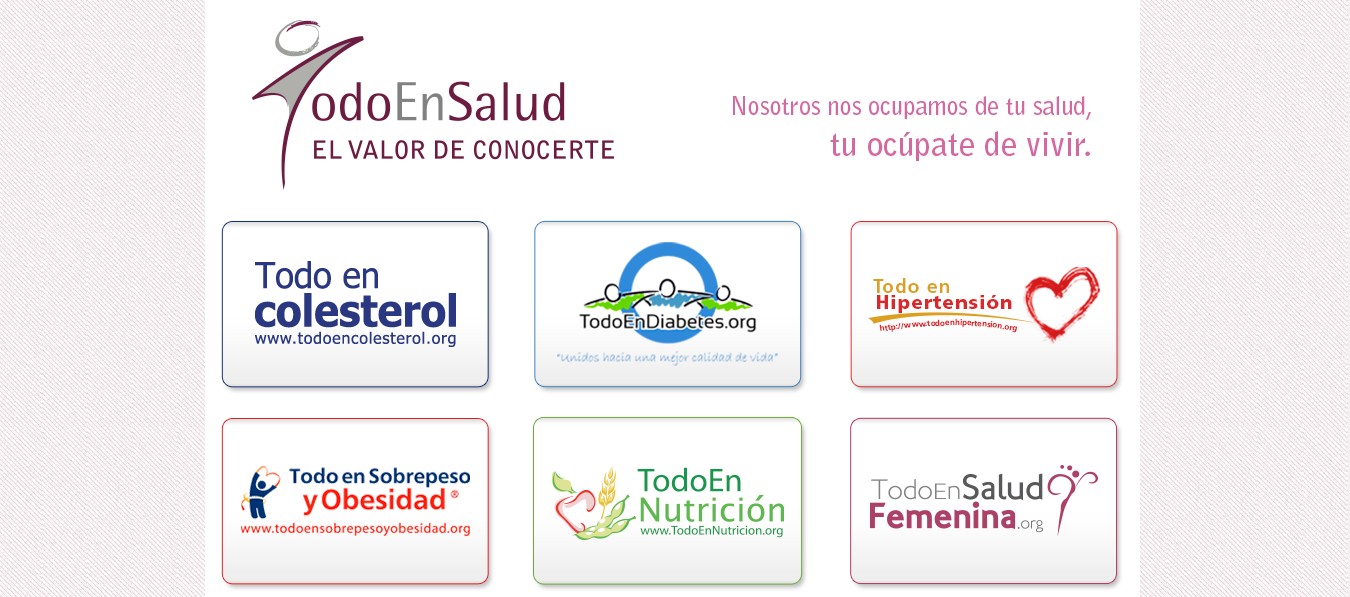 TodoEnSalud
EL VALOR DE CONOCERTE
Nosotros nos ocupamos de tu salud,
tu ocúpate de vivir.
Todo en
colesterol
www.todoencolesterol.org
TodoEnDiabetes.org
"Unidos hacia una mejor calidad de vida"
Todo en
Hipertensión
http://www.todoenhipertension.org
Todo en Sobrepeso
y Obesidad ®
www.todoensobrepesoyobesidad.org
TodoEn
Nutrición
www.TodoEnNutricion.org
TodoEnSalud
Femenina.org